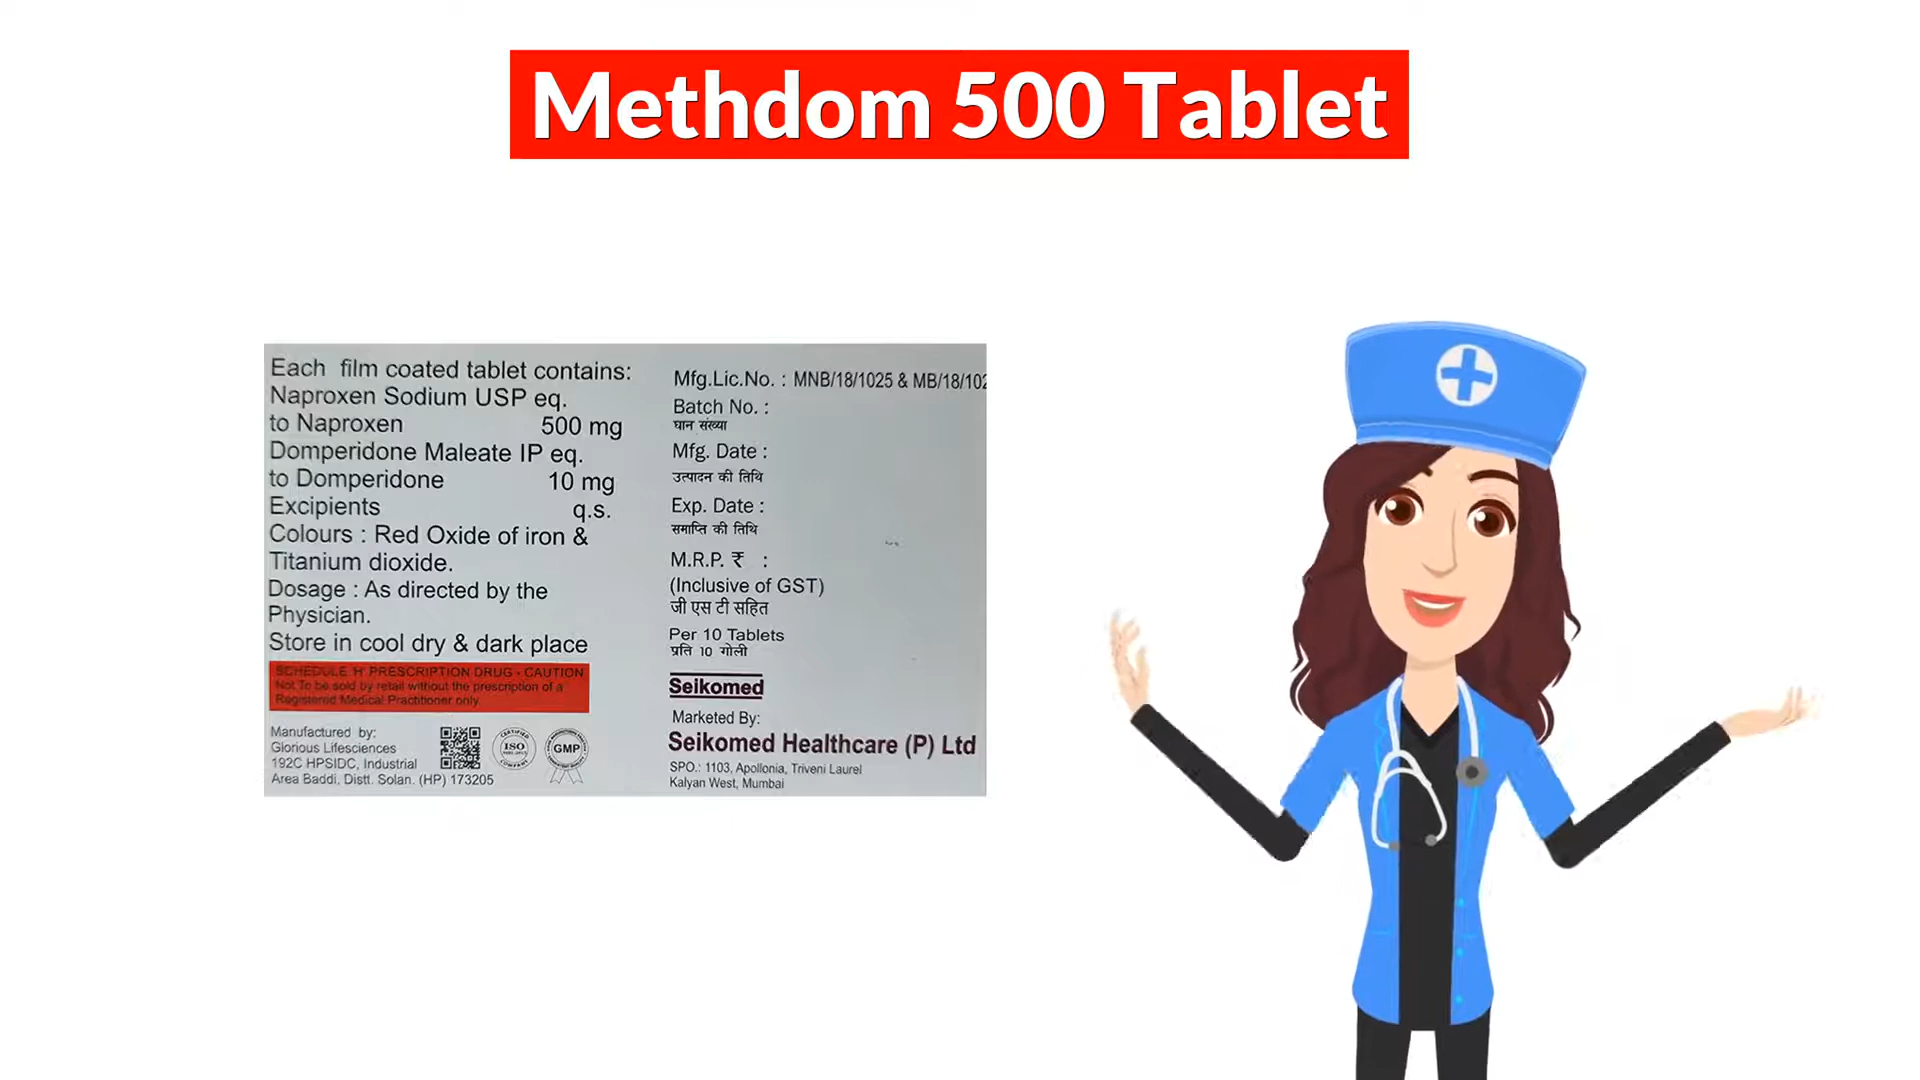 Methdom 500 Tablet
Each film coated tablet contains:
Naproxen Sodium USP eq.
to Naproxen 500 mg
Domperidone Maleate IP eq.
to Domperidone 10 mg
Excipients q.s.
Colours : Red Oxide of iron &
Titanium dioxide.
Dosage : As directed by the
Physician.
Store in cool dry & dark place
SCHEDULE 'H' PRESCRIPTION DRUG - CAUTION
Not To be sold by retail without the prescription of a
Registered Medical Practitioner only.
Manufactured by:
Glorious Lifesciences
192C HPSIDC, Industrial
Area Baddi, Distt. Solan. (HP) 173205
CERTIFIED
ISO
COMPANY
GMP
Mfg.Lic.No. : MNB/18/1025 & MB/18/102
Batch No. :
घान संख्या
Mfg. Date :
उत्पादन की तिथि
Exp. Date :
समाप्ति की तिथि
M.R.P. ₹ :
(Inclusive of GST)
जी एस टी सहित
Per 10 Tablets
प्रति 10 गोली
Seikomed
Marketed By:
Seikomed Healthcare (P) Ltd
SPO.: 1103, Apollonia, Triveni Laurel
Kalyan West, Mumbai